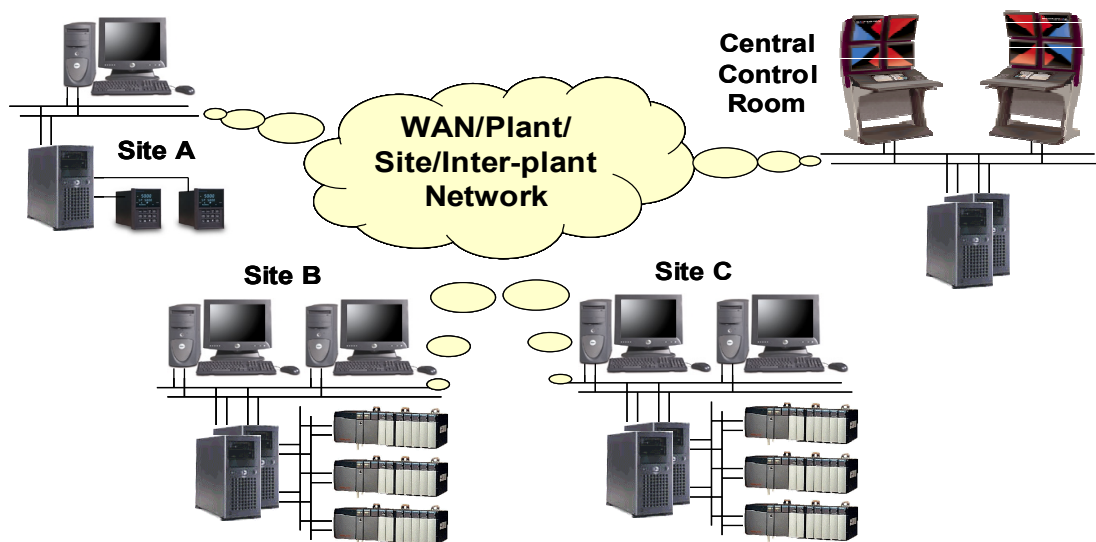 Central
Control
Room
WAN/Plant/
Site/Inter-plant
Network
Site A
Site B
Site C